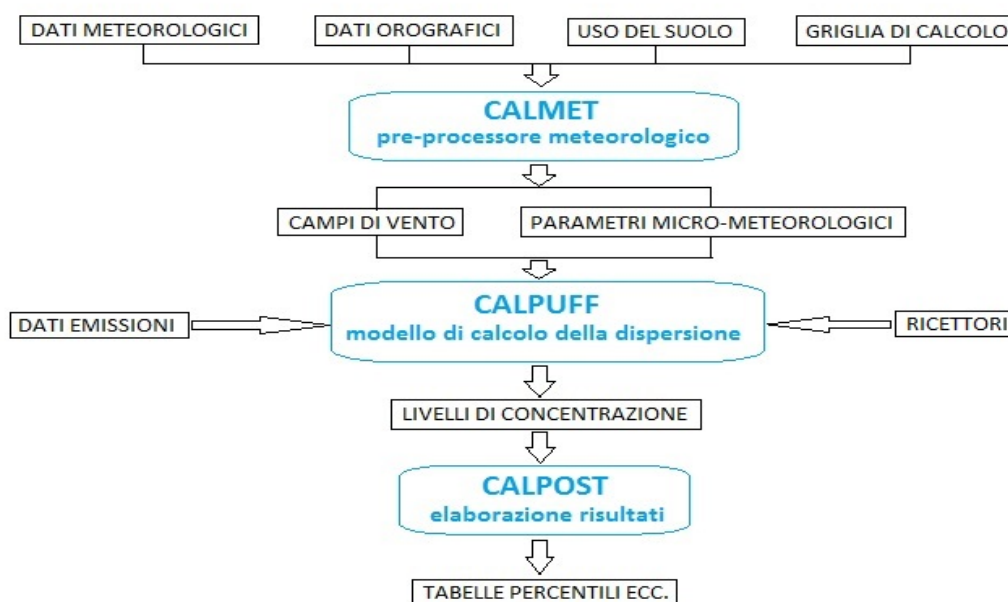 DATI METEOROLOGICI
DATI OROGRAFICI
USO DEL SUOLO
GRIGLIA DI CALCOLO
CALMET
pre-processore meteorologico
CAMPI DI VENTO
PARAMETRI MICRO-METEOROLOGICI
CALPUFF
modello di calcolo della dispersione
DATI EMISSIONI
RICETTORI
LIVELLI DI CONCENTRAZIONE
CALPOST
elaborazione risultati
TABELLE PERCENTILI ECC.